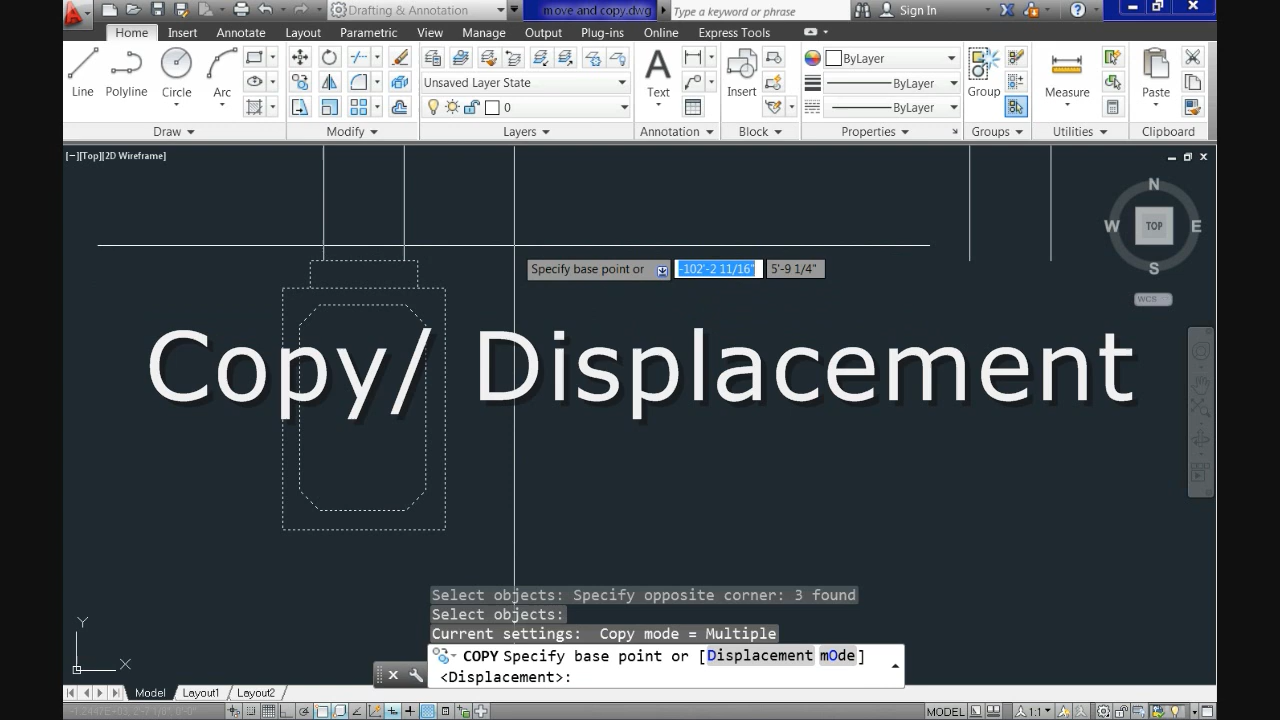 Drafting & Annotation
move and copy.dwg
Type a keyword or phrase
Sign In
Home Insert Annotate Layout Parametric View Manage Output Plug-ins Online Express Tools
Line Polyline Circle Arc
Unsaved Layer State
0
Text
Insert
ByLayer
ByLayer
ByLayer
Group
Measure
Paste
Draw Modify Layers Annotation Block Properties Groups Utilities Clipboard
[−][Top][2D Wireframe]
N
W TOP E
S
WCS
Specify base point or -102'-2 11/16" 5'-9 1/4"
Copy/ Displacement
Select objects: Specify opposite corner: 3 found
Select objects:
Current settings: Copy mode = Multiple
COPY Specify base point or [Displacement mOde]
<Displacement>:
Y
X
Model Layout1 Layout2
MODEL 1:1